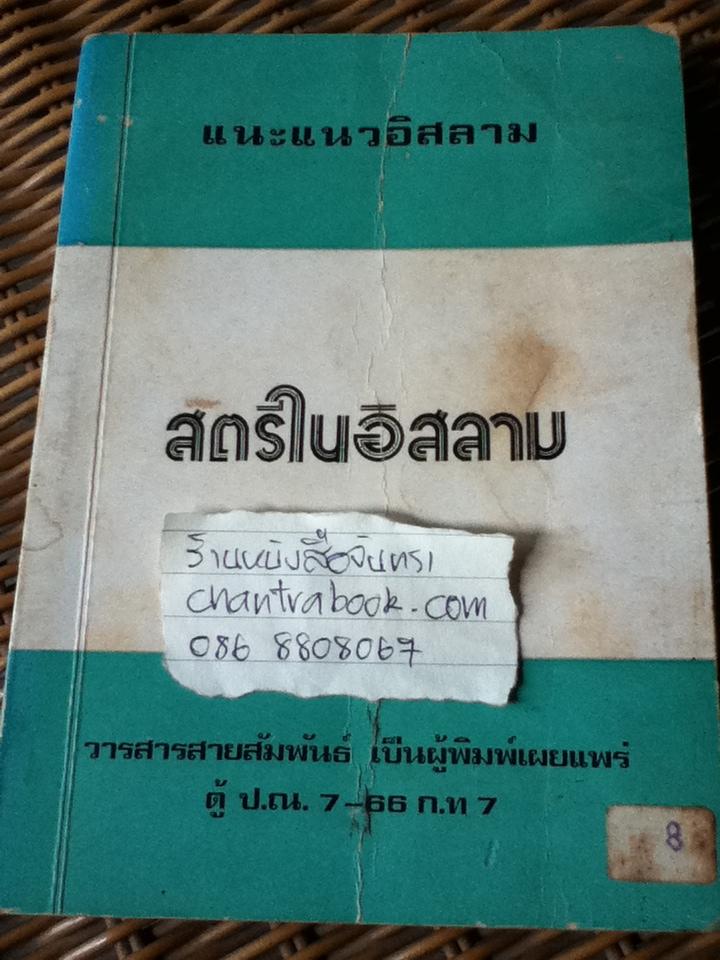 แนะแนวอิสลาม
สตรีในอิสลาม
ร้านหนังสือจันทรา
chantrabook.com
086 8808067
วารสารสายสัมพันธ์ เป็นผู้พิมพ์เผยแพร่
ตู้ ป.ณ. 7-66 ก.ท 7
8